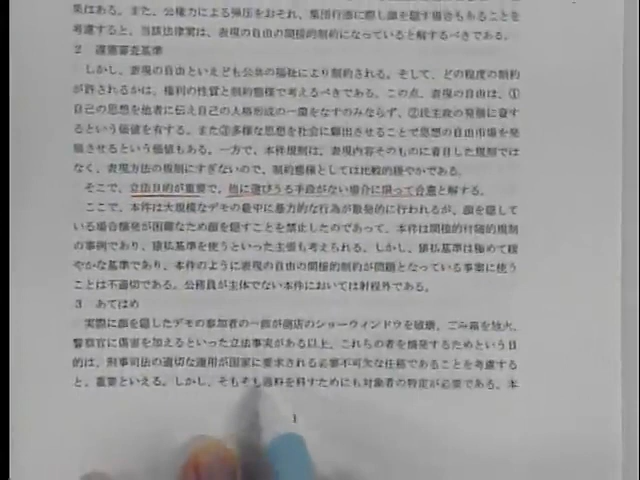 果はある。また、公権力による弾圧をおそれ、集団行進に際し顔を隠す場合もあることを
考慮すると、当該法律案は、表現の自由の間接的制約になっていると解するべきである。
2 違憲審査基準
しかし、表現の自由といえども公共の福祉により制約される。そして、どの程度の制約
が許されるかは、権利の性質と制約態様で考えるべきである。この点、表現の自由は、①
自己の思想を他者に伝え自己の人格形成の一面をなすのみならず、②民主政の発展に資す
るという価値を有する。また③多様な思想を社会に顕出させることで思想の自由市場を発
展させるという価値もある。一方で、本件規制は、表現内容そのものに着目した規制では
なく、表現方法の規制にすぎないので、制約態様としては比較的穏やかである。
そこで、立法目的が重要で、他に選びうる手段がない場合に限って合憲と解する。
ここで、本件は大規模なデモの最中に暴力的な行為が散発的に行われるが、顔を隠して
いる場合摘発が困難なため顔を隠すことを禁止したのであって、本件は間接的付随的規制
の事例であり、猿払基準を使うといった主張も考えられる。しかし、猿払基準は極めて緩
やかな基準であり、本件のように表現の自由の間接的制約が問題となっている事案に使う
ことは不適切である。公務員が主体でない本件においては射程外である。
3 あてはめ
実際に顔を隠したデモの参加者の一部が商店のショーウィンドウを破壊、ごみ箱を放火、
警察官に傷害を加えるといった立法事実がある以上、これらの者を摘発するためという目
的は、刑事司法の適切な運用が国家に要求される必要不可欠な任務であることを考慮する
と、重要といえる。しかし、そもそも過料を科すためにも対象者の特定が必要である。本
1